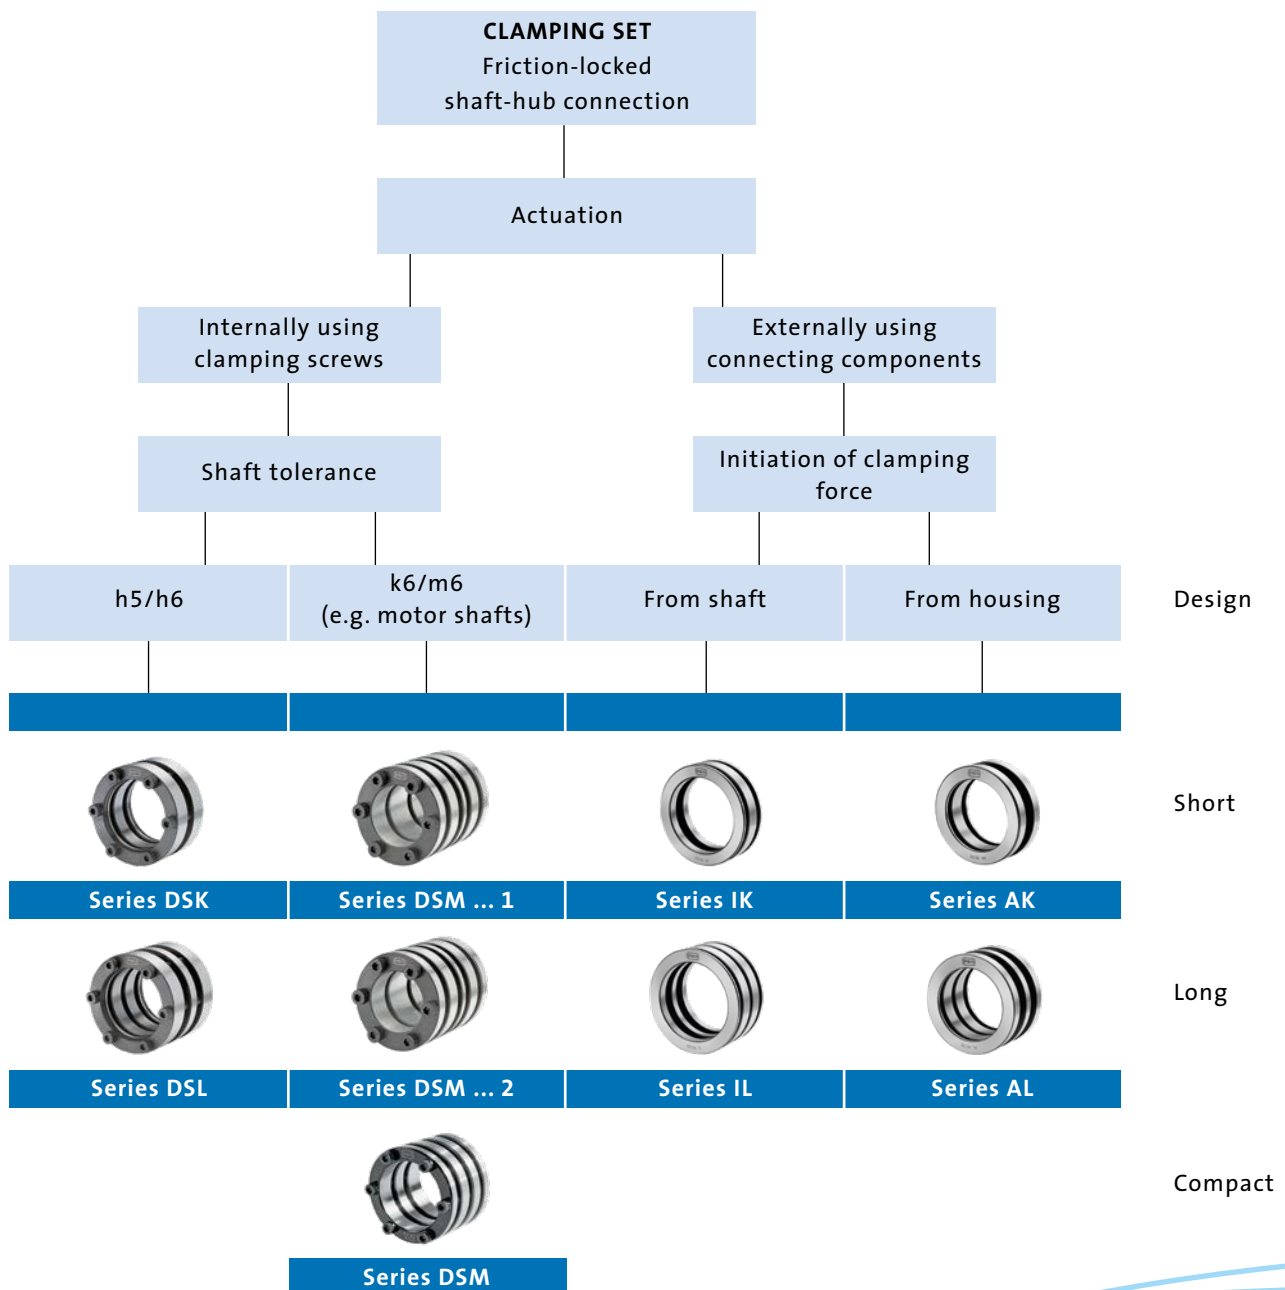 CLAMPING SET
Friction-locked
shaft-hub connection
Actuation
Internally using
clamping screws
Externally using
connecting components
Shaft tolerance
Initiation of clamping
force
h5/h6
k6/m6
(e.g. motor shafts)
From shaft
From housing
Design
Short
Series DSK
Series DSM ... 1
Series IK
Series AK
Long
Series DSL
Series DSM ... 2
Series IL
Series AL
Compact
Series DSM